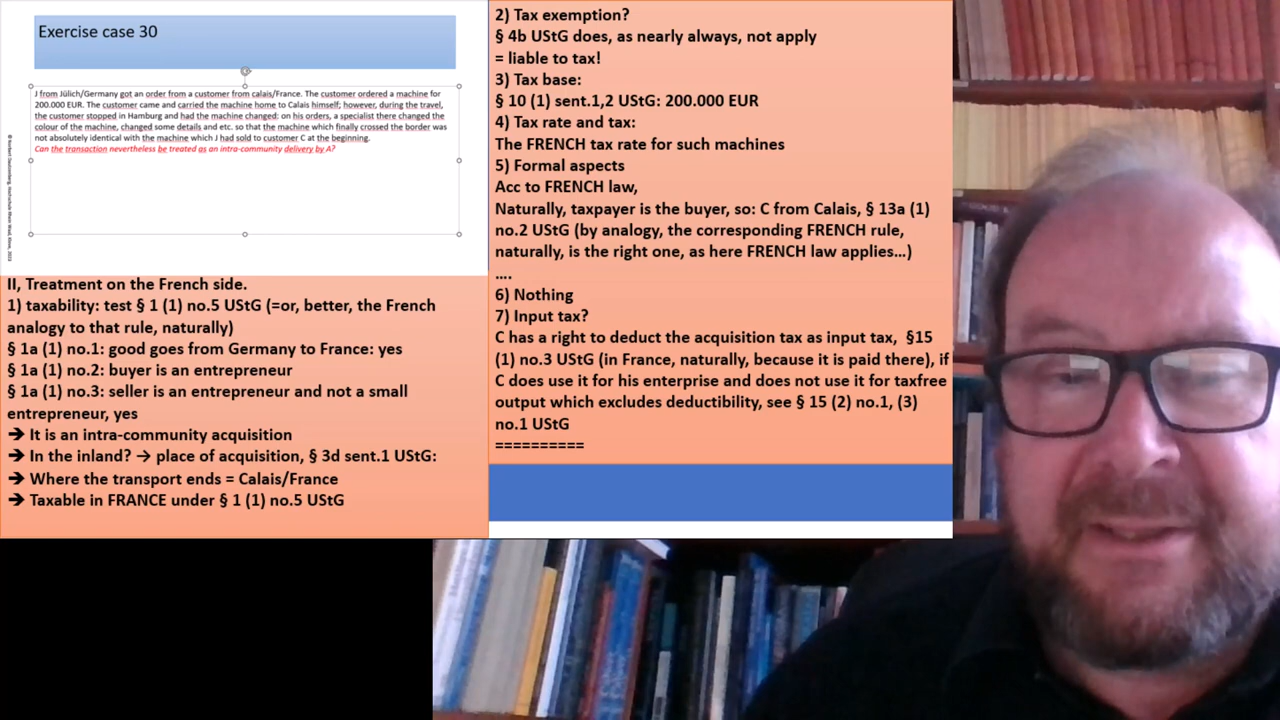 Exercise case 30
J from Jülich/Germany got an order from a customer from calais/France. The customer ordered a machine for
200.000 EUR. The customer came and carried the machine home to Calais himself; however, during the travel,
the customer stopped in Hamburg and had the machine changed: on his orders, a specialist there changed the
colour of the machine, changed some details and etc. so that the machine which finally crossed the border was
not absolutely identical with the machine which J had sold to customer C at the beginning.
Can the transaction nevertheless be treated as an intra-community delivery by A?
II, Treatment on the French side.
1) taxability: test § 1 (1) no.5 UStG (=or, better, the French
analogy to that rule, naturally)
§ 1a (1) no.1: good goes from Germany to France: yes
§ 1a (1) no.2: buyer is an entrepreneur
§ 1a (1) no.3: seller is an entrepreneur and not a small
entrepreneur, yes
➔ It is an intra-community acquisition
➔ In the inland? → place of acquisition, § 3d sent.1 UStG:
➔ Where the transport ends = Calais/France
➔ Taxable in FRANCE under § 1 (1) no.5 UStG
2) Tax exemption?
§ 4b UStG does, as nearly always, not apply
= liable to tax!
3) Tax base:
§ 10 (1) sent.1,2 UStG: 200.000 EUR
4) Tax rate and tax:
The FRENCH tax rate for such machines
5) Formal aspects
Acc to FRENCH law,
Naturally, taxpayer is the buyer, so: C from Calais, § 13a (1)
no.2 UStG (by analogy, the corresponding FRENCH rule,
naturally, is the right one, as here FRENCH law applies…)
….
6) Nothing
7) Input tax?
C has a right to deduct the acquisition tax as input tax, §15
(1) no.3 UStG (in France, naturally, because it is paid there), if
C does use it for his enterprise and does not use it for taxfree
output which excludes deductibility, see § 15 (2) no.1, (3)
no.1 UStG
==========